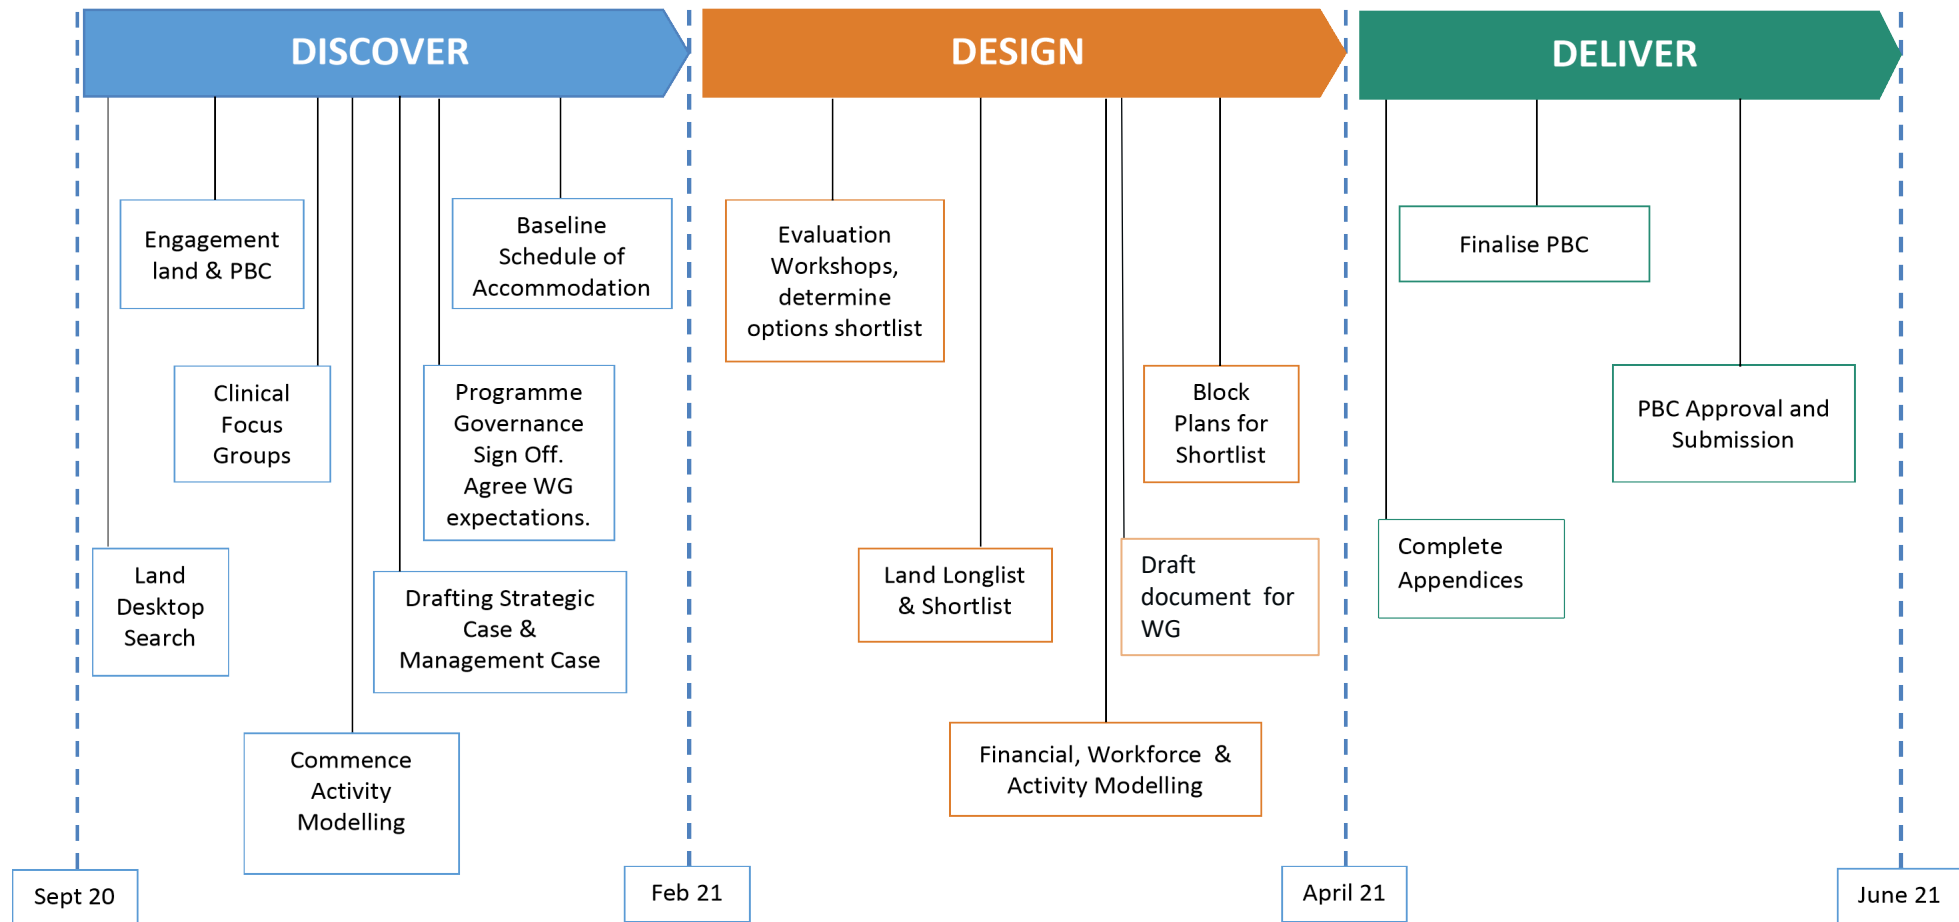 DISCOVER
DESIGN
DELIVER
Engagement
land & PBC
Baseline
Schedule of
Accommodation
Clinical
Focus
Groups
Programme
Governance
Sign Off.
Agree WG
expectations.
Land
Desktop
Search
Drafting Strategic
Case &
Management Case
Commence
Activity
Modelling
Evaluation
Workshops,
determine
options shortlist
Block
Plans for
Shortlist
Land Longlist
& Shortlist
Draft
document for
WG
Financial, Workforce &
Activity Modelling
Finalise PBC
PBC Approval and
Submission
Complete
Appendices
Sept 20
Feb 21
April 21
June 21